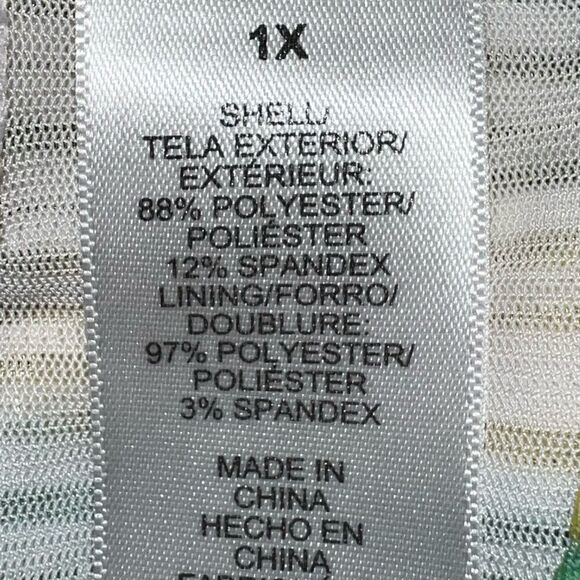 1X
SHELL/
TELA EXTERIOR/
EXTÉRIEUR:
88% POLYESTER/
POLIÉSTER
12% SPANDEX
LINING/FORRO/
DOUBLURE:
97% POLYESTER/
POLIÉSTER
3% SPANDEX
MADE IN
CHINA
HECHO EN
CHINA